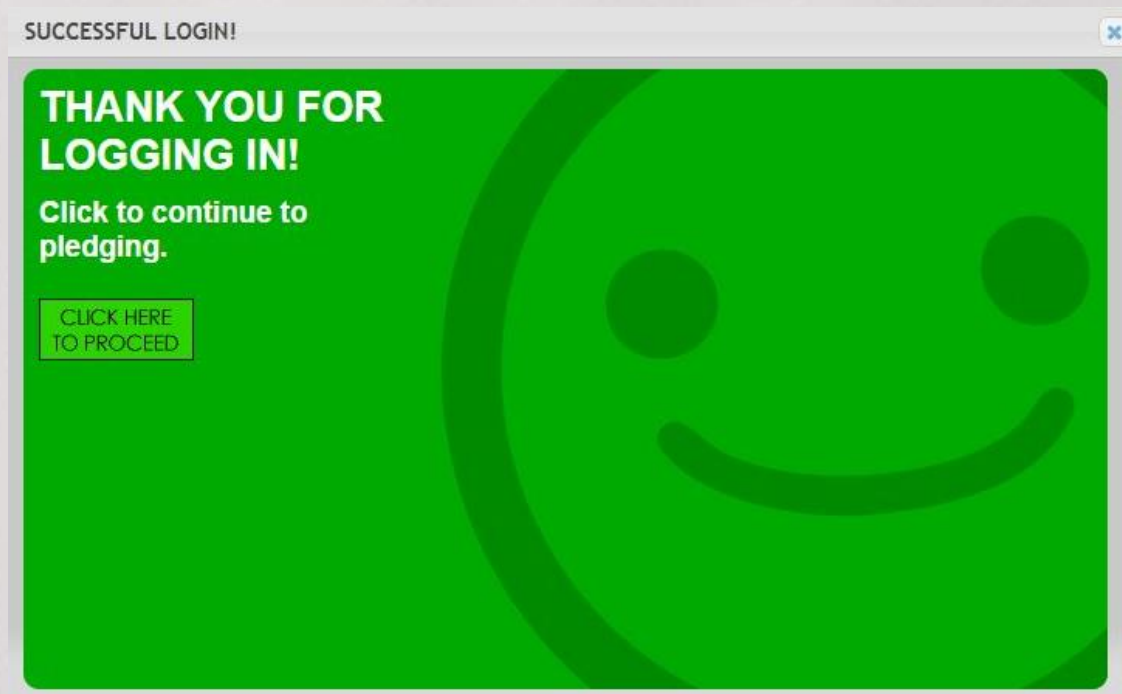 SUCCESSFUL LOGIN!
THANK YOU FOR
LOGGING IN!
Click to continue to
pledging.
CLICK HERE
TO PROCEED